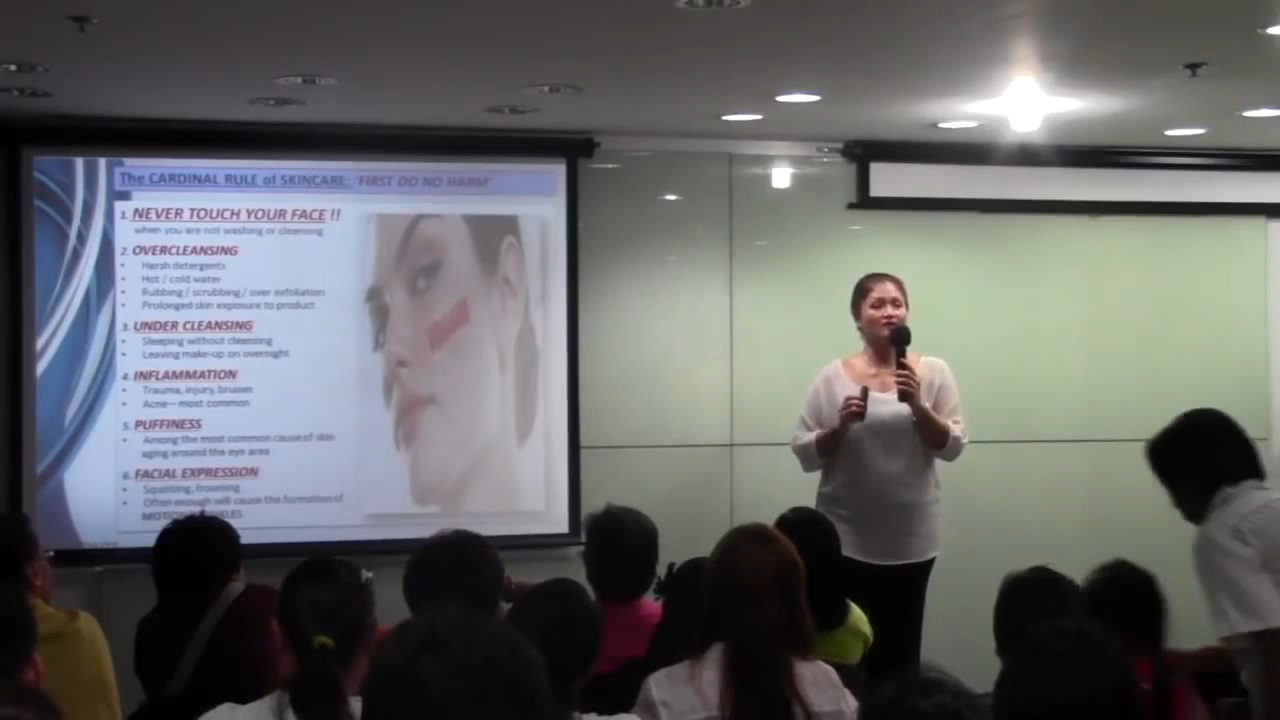 The CARDINAL RULE of SKINCARE: 'FIRST DO NO HARM'
1. NEVER TOUCH YOUR FACE !!
when you are not washing or cleansing
2. OVERCLEANSING
• Harsh detergents
• Hot / cold water
• Rubbing / scrubbing / over exfoliation
• Prolonged skin exposure to product
3. UNDER CLEANSING
• Sleeping without cleansing
• Leaving make-up on overnight
4. INFLAMMATION
• Trauma, injury, bruises
• Acne – most common
5. PUFFINESS
• Among the most common cause of skin
aging around the eye area
6. FACIAL EXPRESSION
• Squinting, frowning
• Often enough will cause the formation of